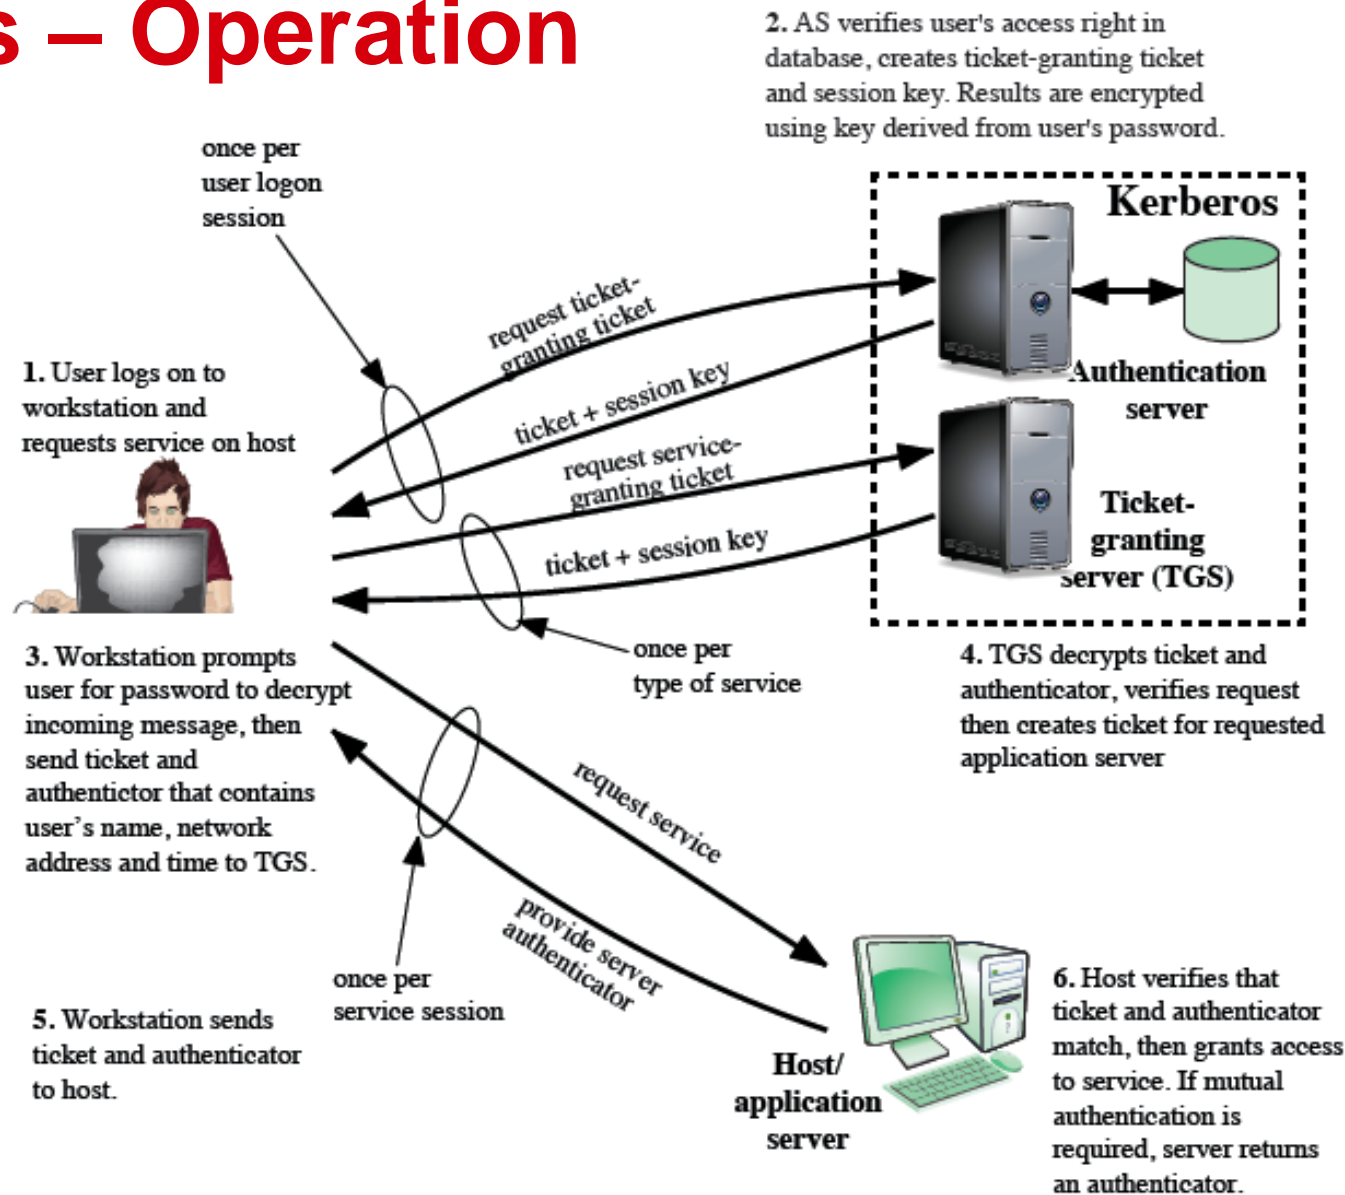 s – Operation
2. AS verifies user's access right in
database, creates ticket-granting ticket
and session key. Results are encrypted
using key derived from user's password.
once per
user logon
session
Kerberos
request ticket-
granting ticket
1. User logs on to
workstation and
requests service on host
ticket + session key
Authentication
server
request service-
granting ticket
ticket + session key
Ticket-
granting
server (TGS)
once per
type of service
3. Workstation prompts
user for password to decrypt
incoming message, then
send ticket and
authentictor that contains
user's name, network
address and time to TGS.
4. TGS decrypts ticket and
authenticator, verifies request
then creates ticket for requested
application server
request service
provide server
authenticator
once per
service session
5. Workstation sends
ticket and authenticator
to host.
Host/
application
server
6. Host verifies that
ticket and authenticator
match, then grants access
to service. If mutual
authentication is
required, server returns
an authenticator.